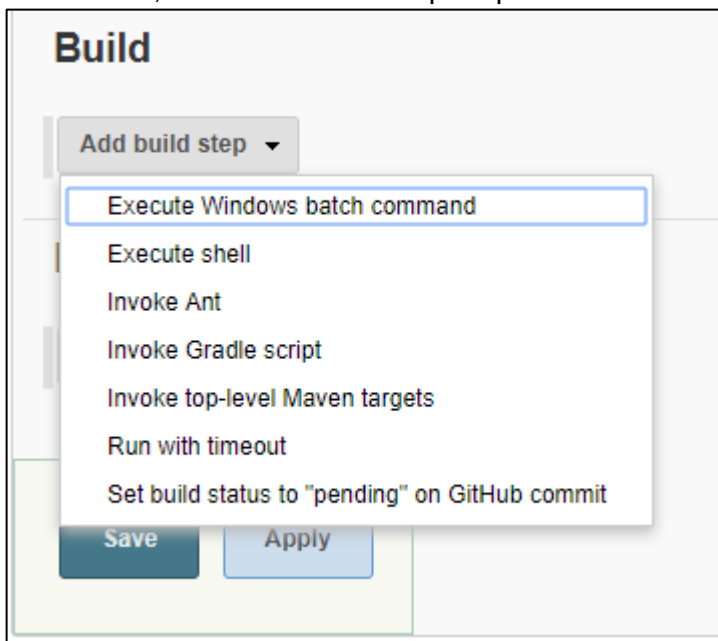 Build
Add build step
Execute Windows batch command
Execute shell
Invoke Ant
Invoke Gradle script
Invoke top-level Maven targets
Run with timeout
Set build status to "pending" on GitHub commit
Save Apply